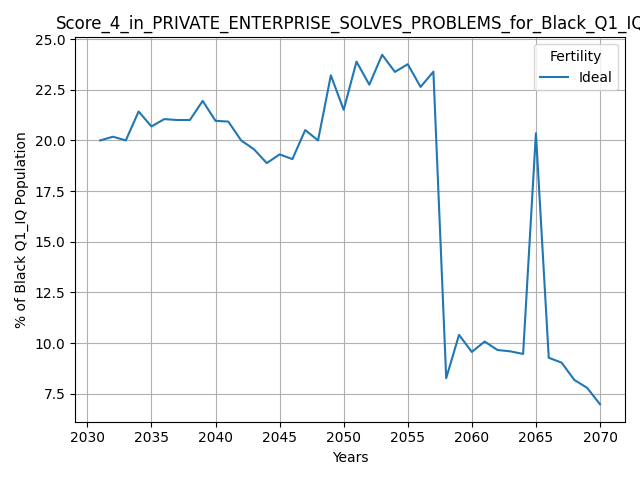 Score_4_in_PRIVATE_ENTERPRISE_SOLVES_PROBLEMS_for_Black_Q1_IQ
25.0
22.5
20.0
17.5
15.0
12.5
10.0
7.5
% of Black Q1_IQ Population
Fertility
Ideal
2030 2035 2040 2045 2050 2055 2060 2065 2070
Years